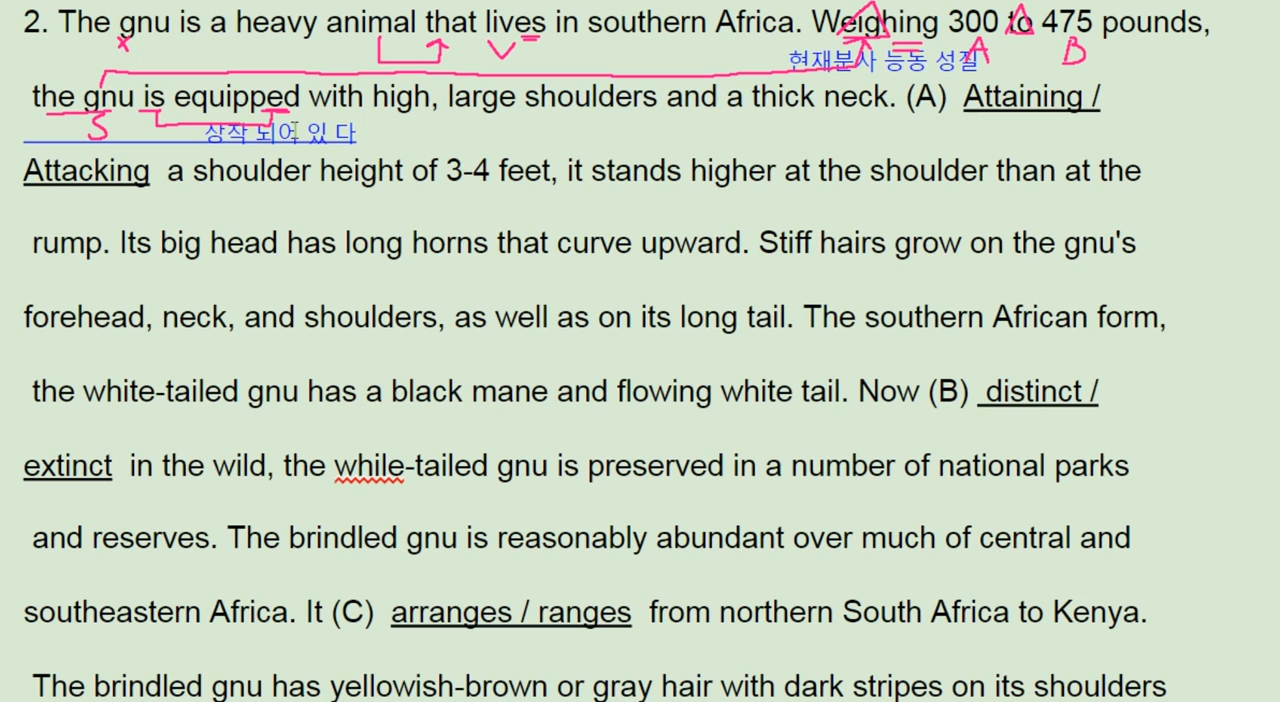 2. The gnu is a heavy animal that lives in southern Africa. Weighing 300 to 475 pounds,
x V A B
현재분사 능동 성질
the gnu is equipped with high, large shoulders and a thick neck. (A) Attaining /
S
장착 되어 있 다
Attacking a shoulder height of 3-4 feet, it stands higher at the shoulder than at the
rump. Its big head has long horns that curve upward. Stiff hairs grow on the gnu's
forehead, neck, and shoulders, as well as on its long tail. The southern African form,
the white-tailed gnu has a black mane and flowing white tail. Now (B) distinct /
extinct in the wild, the while-tailed gnu is preserved in a number of national parks
and reserves. The brindled gnu is reasonably abundant over much of central and
southeastern Africa. It (C) arranges / ranges from northern South Africa to Kenya.
The brindled gnu has yellowish-brown or gray hair with dark stripes on its shoulders